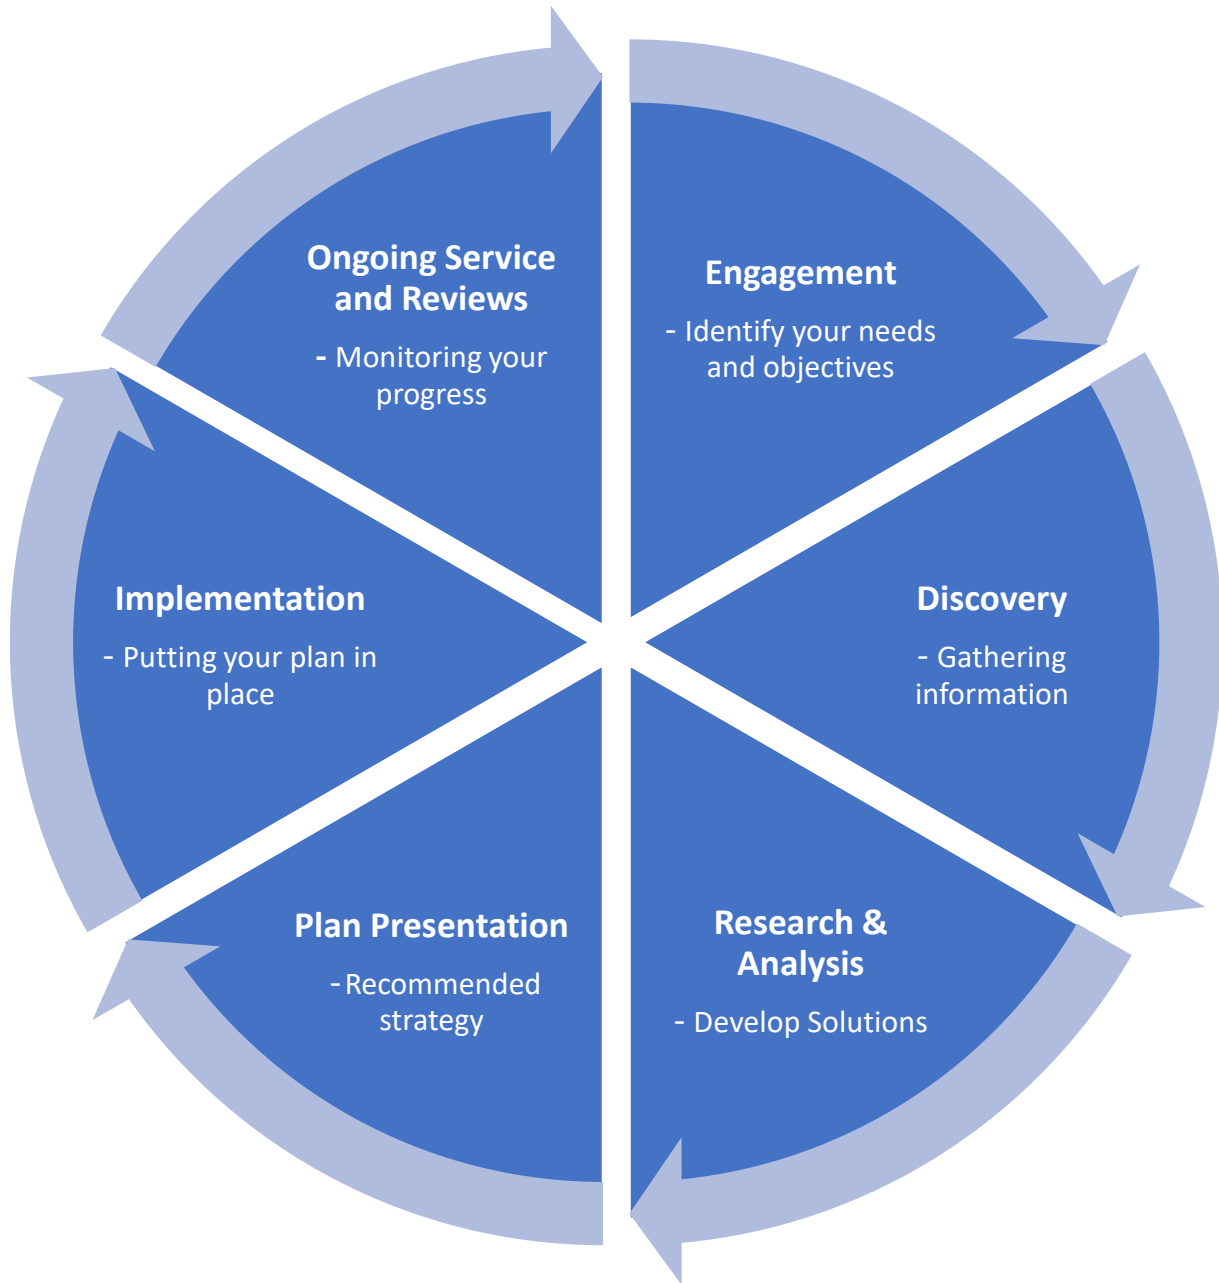 Engagement
- Identify your needs
and objectives
Discovery
- Gathering
information
Research &
Analysis
- Develop Solutions
Plan Presentation
- Recommended
strategy
Implementation
- Putting your plan in
place
Ongoing Service
and Reviews
- Monitoring your
progress